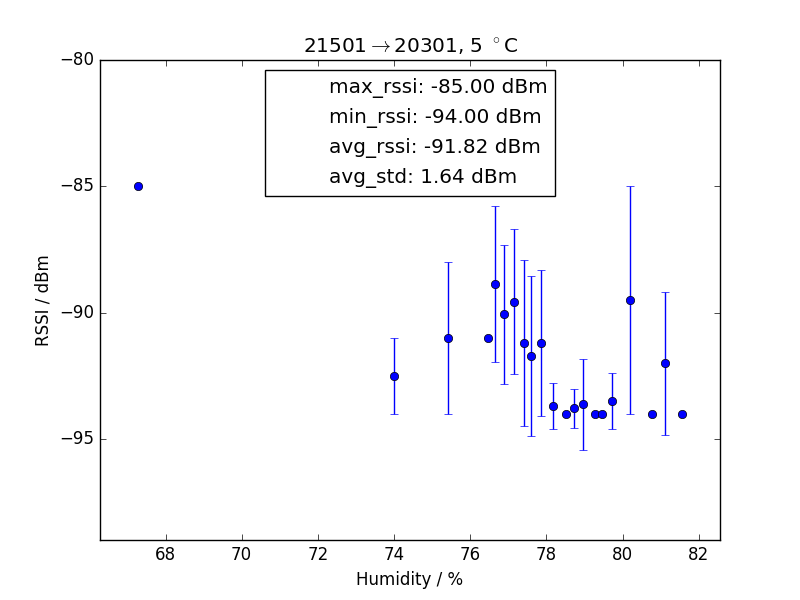 21501→20301, 5 °C
max_rssi: -85.00 dBm
min_rssi: -94.00 dBm
avg_rssi: -91.82 dBm
avg_std: 1.64 dBm
−80
−85
−90
−95
RSSI / dBm
68 70 72 74 76 78 80 82
Humidity / %